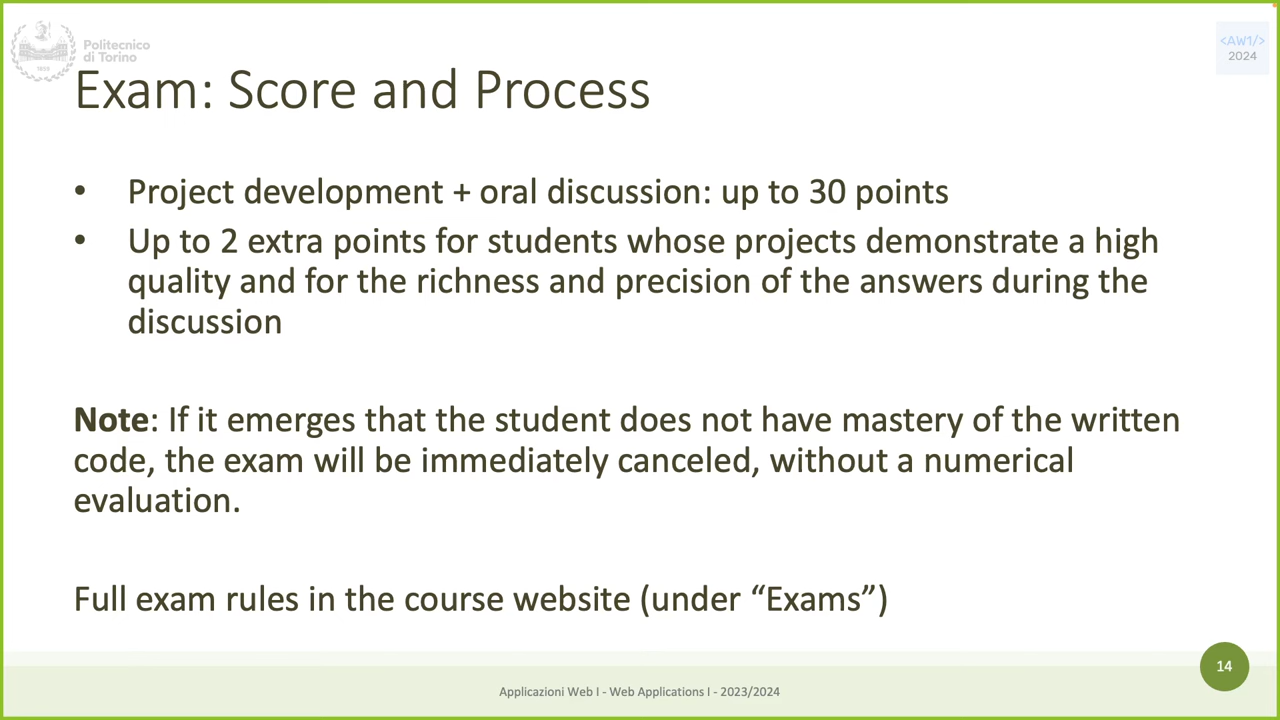 Politecnico
di Torino
1859
<AW1/>
2024
Exam: Score and Process
• Project development + oral discussion: up to 30 points
• Up to 2 extra points for students whose projects demonstrate a high
quality and for the richness and precision of the answers during the
discussion
Note: If it emerges that the student does not have mastery of the written
code, the exam will be immediately canceled, without a numerical
evaluation.
Full exam rules in the course website (under “Exams”)
14
Applicazioni Web I - Web Applications I - 2023/2024